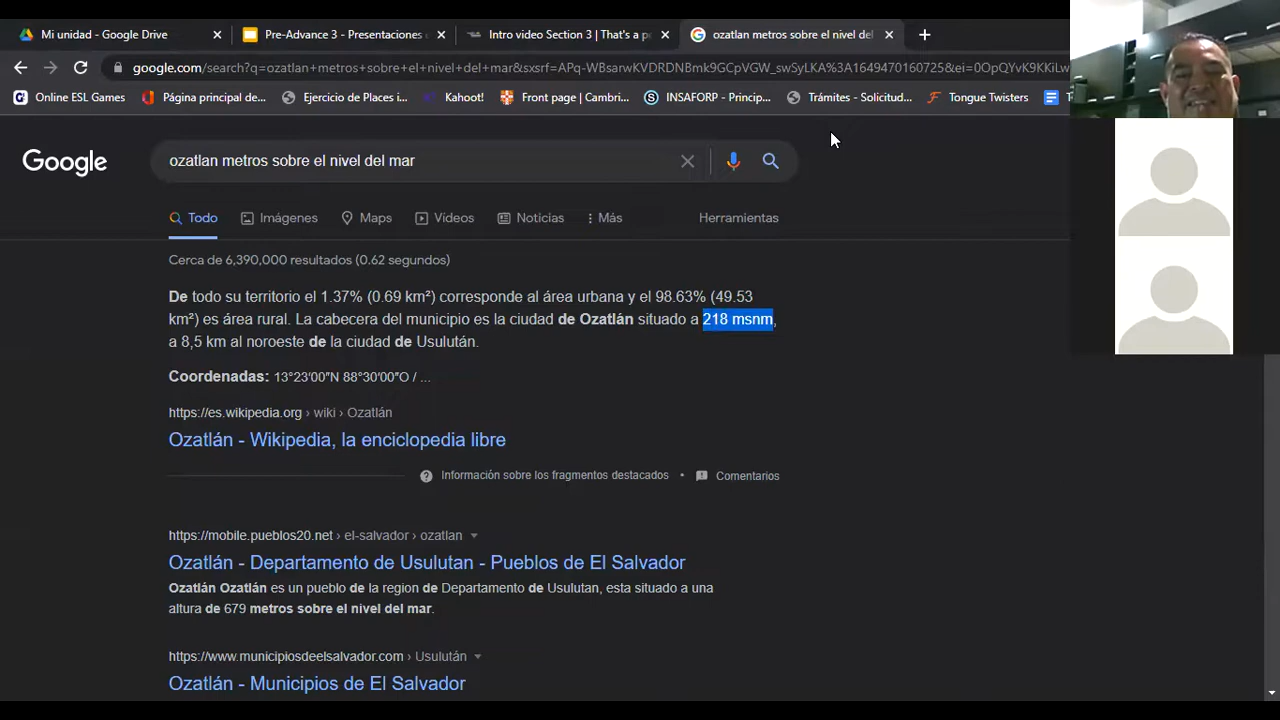 Mi unidad - Google Drive
Pre-Advance 3 - Presentaciones
Intro video Section 3 | That's a p
ozatlan metros sobre el nivel del
google.com/search?q=ozatlan+metros+sobre+el+nivel+del+mar&sxsrf=APq-WBsarwKVDRDNBmk9GCpVGW_swSyLKA%3A1649470160725&ei=0OpQYvK9KKiLw
Online ESL Games
Página principal de...
Ejercicio de Places i...
Kahoot!
Front page | Cambri...
INSAFORP - Princip...
Trámites - Solicitud...
Tongue Twisters
Google
ozatlan metros sobre el nivel del mar
Todo
Imágenes
Maps
Vídeos
Noticias
Más
Herramientas
Cerca de 6,390,000 resultados (0.62 segundos)
De todo su territorio el 1.37% (0.69 km²) corresponde al área urbana y el 98.63% (49.53
km²) es área rural. La cabecera del municipio es la ciudad de Ozatlán situado a 218 msnm,
a 8,5 km al noroeste de la ciudad de Usulután.
Coordenadas: 13°23′00″N 88°30′00″O / ...
https://es.wikipedia.org › wiki › Ozatlán
Ozatlán - Wikipedia, la enciclopedia libre
Información sobre los fragmentos destacados • Comentarios
https://mobile.pueblos20.net › el-salvador › ozatlan
Ozatlán - Departamento de Usulutan - Pueblos de El Salvador
Ozatlán Ozatlán es un pueblo de la region de Departamento de Usulutan, esta situado a una
altura de 679 metros sobre el nivel del mar.
https://www.municipiosdeelsalvador.com › Usulután
Ozatlán - Municipios de El Salvador